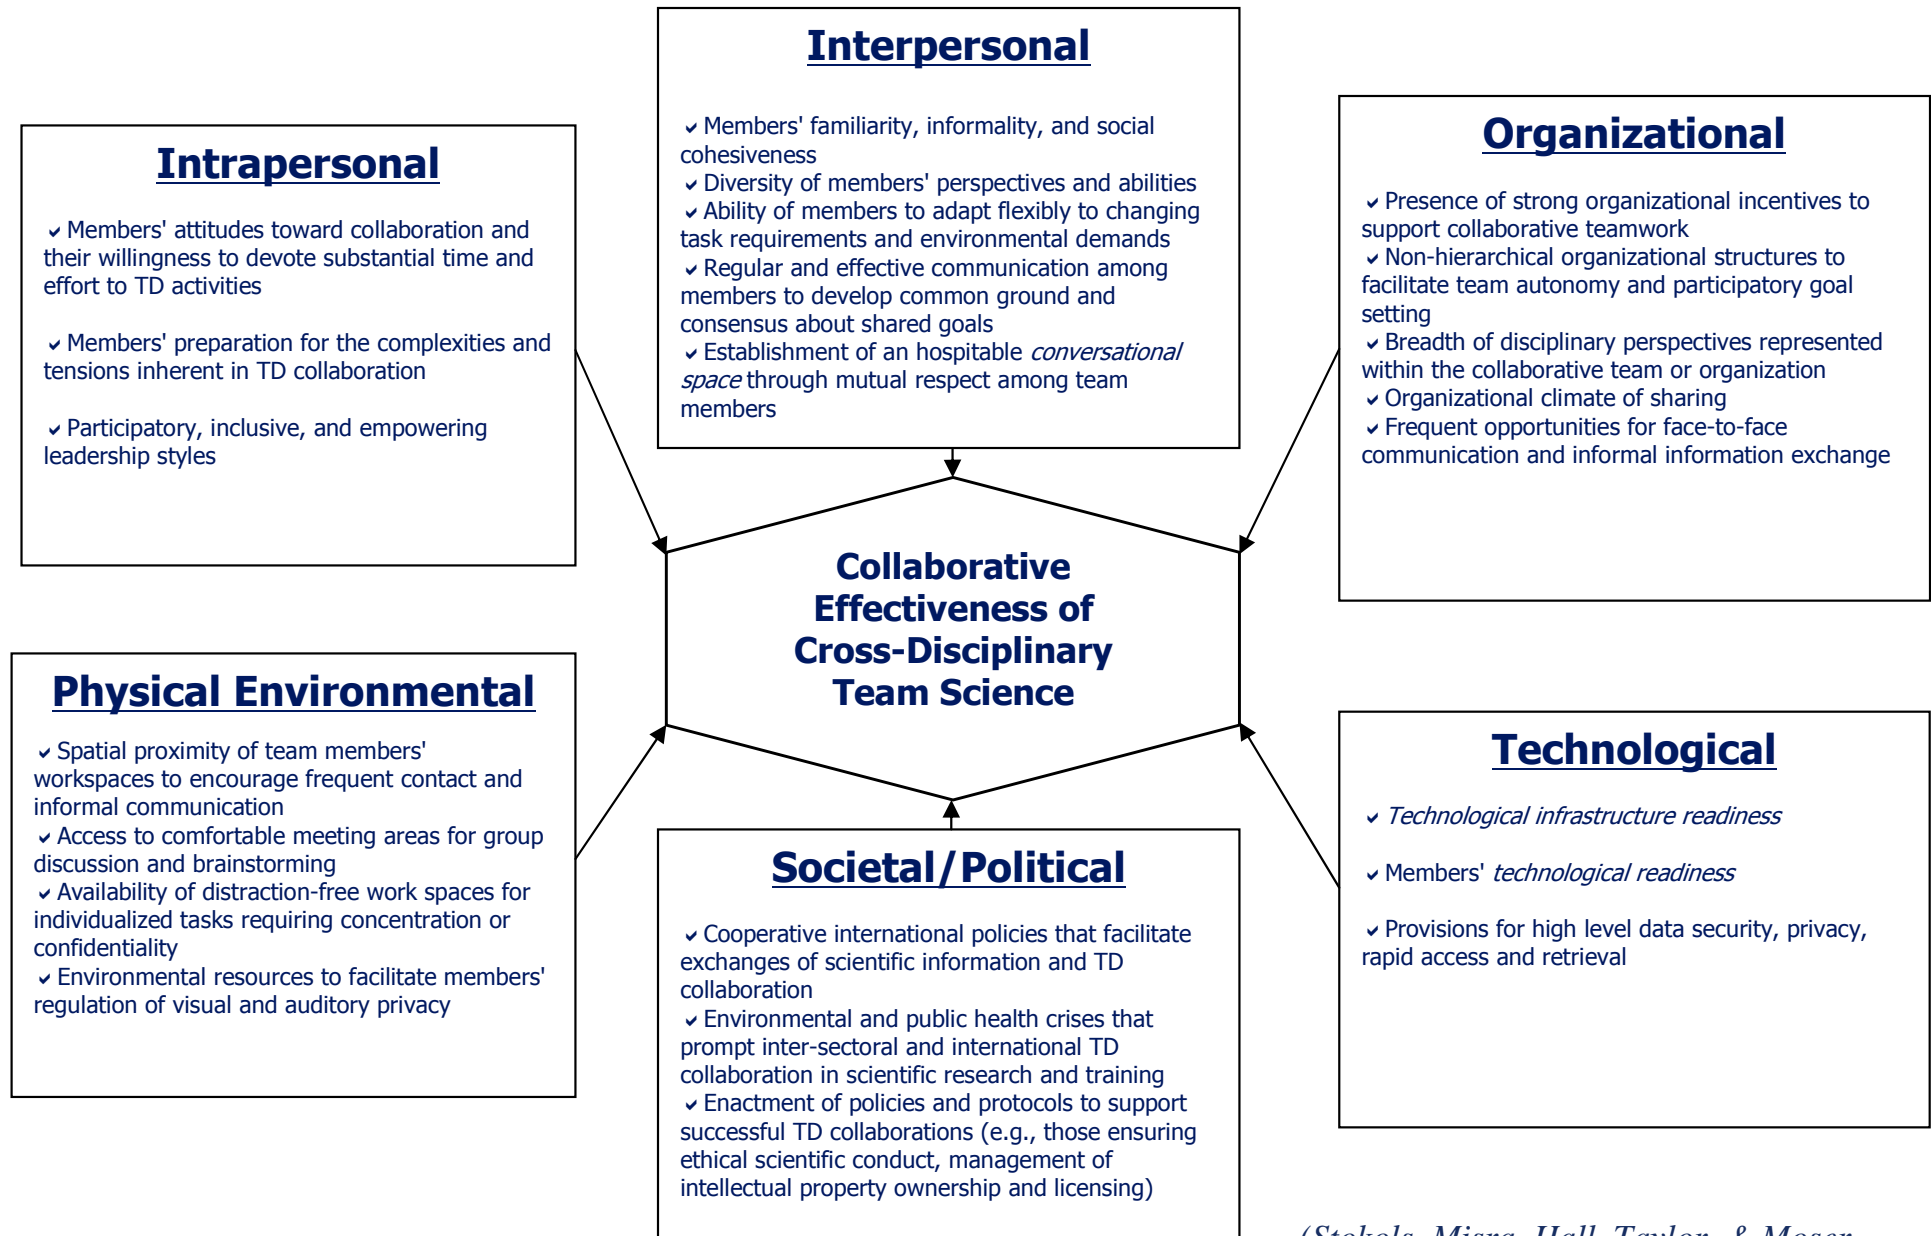 Interpersonal
✓ Members' familiarity, informality, and social
cohesiveness
✓ Diversity of members' perspectives and abilities
✓ Ability of members to adapt flexibly to changing
task requirements and environmental demands
✓ Regular and effective communication among
members to develop common ground and
consensus about shared goals
✓ Establishment of an hospitable conversational
space through mutual respect among team
members
Intrapersonal
✓ Members' attitudes toward collaboration and
their willingness to devote substantial time and
effort to TD activities
✓ Members' preparation for the complexities and
tensions inherent in TD collaboration
✓ Participatory, inclusive, and empowering
leadership styles
Organizational
✓ Presence of strong organizational incentives to
support collaborative teamwork
✓ Non-hierarchical organizational structures to
facilitate team autonomy and participatory goal
setting
✓ Breadth of disciplinary perspectives represented
within the collaborative team or organization
✓ Organizational climate of sharing
✓ Frequent opportunities for face-to-face
communication and informal information exchange
Collaborative
Effectiveness of
Cross-Disciplinary
Team Science
Physical Environmental
✓ Spatial proximity of team members'
workspaces to encourage frequent contact and
informal communication
✓ Access to comfortable meeting areas for group
discussion and brainstorming
✓ Availability of distraction-free work spaces for
individualized tasks requiring concentration or
confidentiality
✓ Environmental resources to facilitate members'
regulation of visual and auditory privacy
Societal/Political
✓ Cooperative international policies that facilitate
exchanges of scientific information and TD
collaboration
✓ Environmental and public health crises that
prompt inter-sectoral and international TD
collaboration in scientific research and training
✓ Enactment of policies and protocols to support
successful TD collaborations (e.g., those ensuring
ethical scientific conduct, management of
intellectual property ownership and licensing)
Technological
✓ Technological infrastructure readiness
✓ Members' technological readiness
✓ Provisions for high level data security, privacy,
rapid access and retrieval
(Stokols, Misra, Hall, Taylor, & Moser,